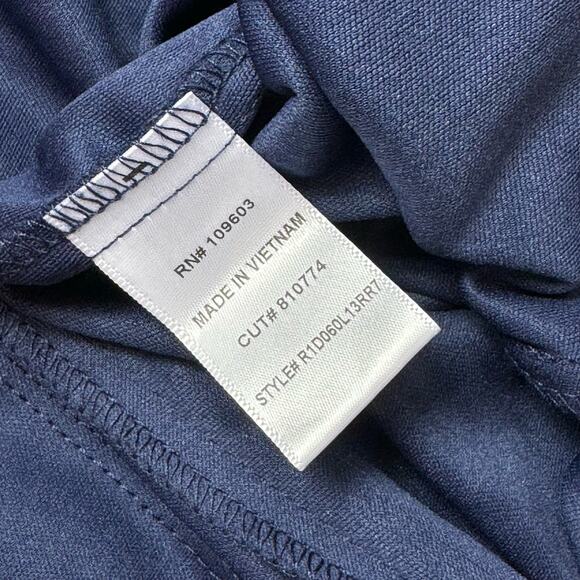 RN# 109603
MADE IN VIETNAM
CUT# 810774
STYLE# R1D060L13RR7